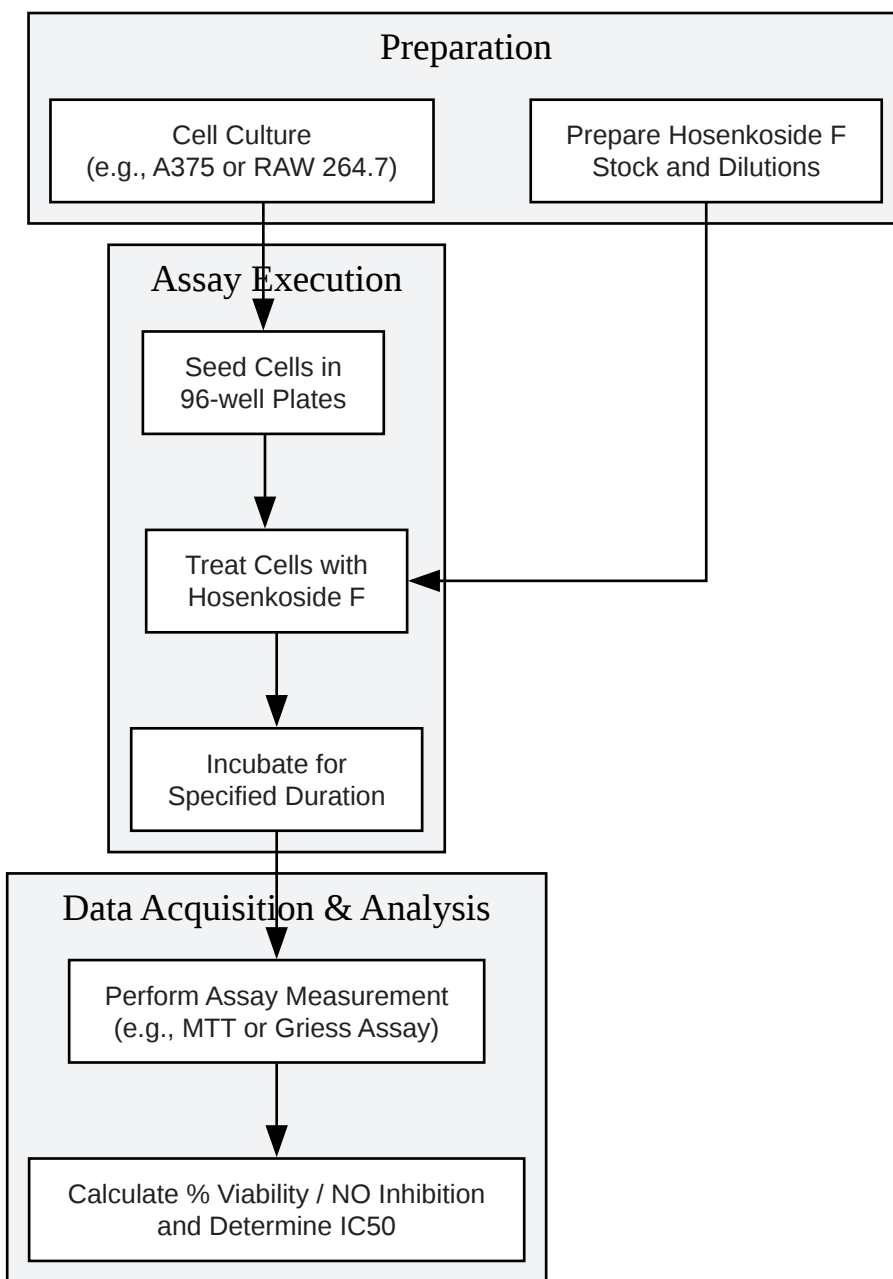 Preparation
Cell Culture
(e.g., A375 or RAW 264.7)
Prepare Hosenkoside F
Stock and Dilutions
Assay Execution
Seed Cells in
96-well Plates
Treat Cells with
Hosenkoside F
Incubate for
Specified Duration
Data Acquisition & Analysis
Perform Assay Measurement
(e.g., MTT or Griess Assay)
Calculate % Viability / NO Inhibition
and Determine IC50